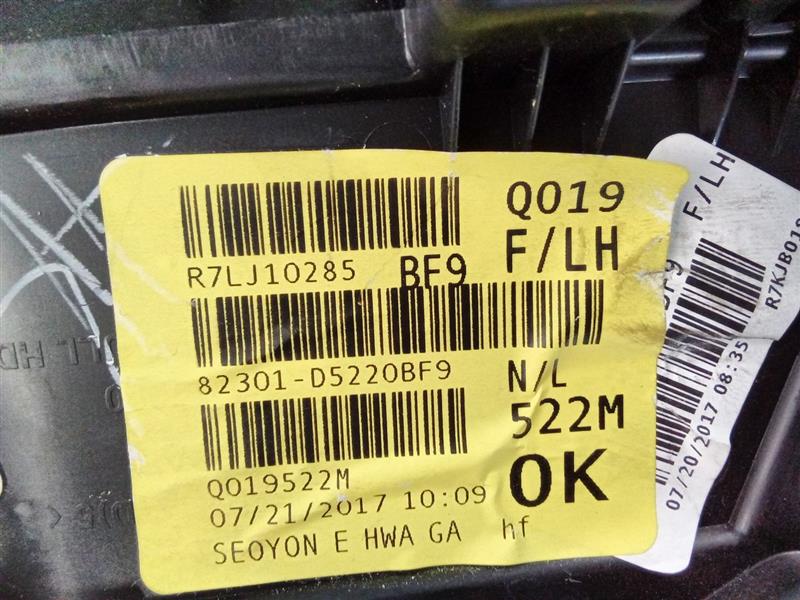 Q019
R7LJ10285
BF9
F/LH
82301-D5220BF9
N/L
522M
Q019522M
OK
07/21/2017 10:09
SEOYON E HWA GA hf
F/LH
BF9
07/20/2017 08:35